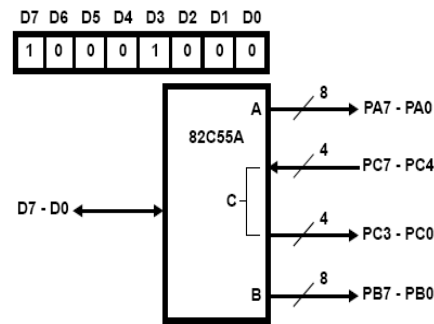 D7 D6 D5 D4 D3 D2 D1 D0
1 0 0 0 1 0 0 0
A 8 PA7 - PA0
82C55A
4 PC7 - PC4
C
D7 - D0
4 PC3 - PC0
B 8 PB7 - PB0